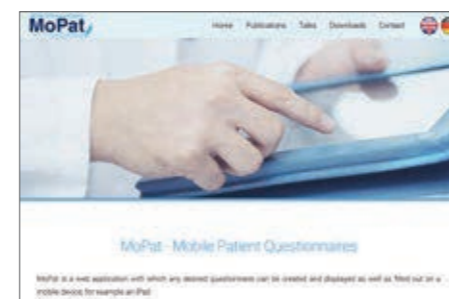 MoPat
Home Publications Talks Downloads Contact
MoPat - Mobile Patient Questionnaires
MoPat is a web application with which any desired questionnaire can be created and displayed as well as filled out on a
mobile device, for example an iPad